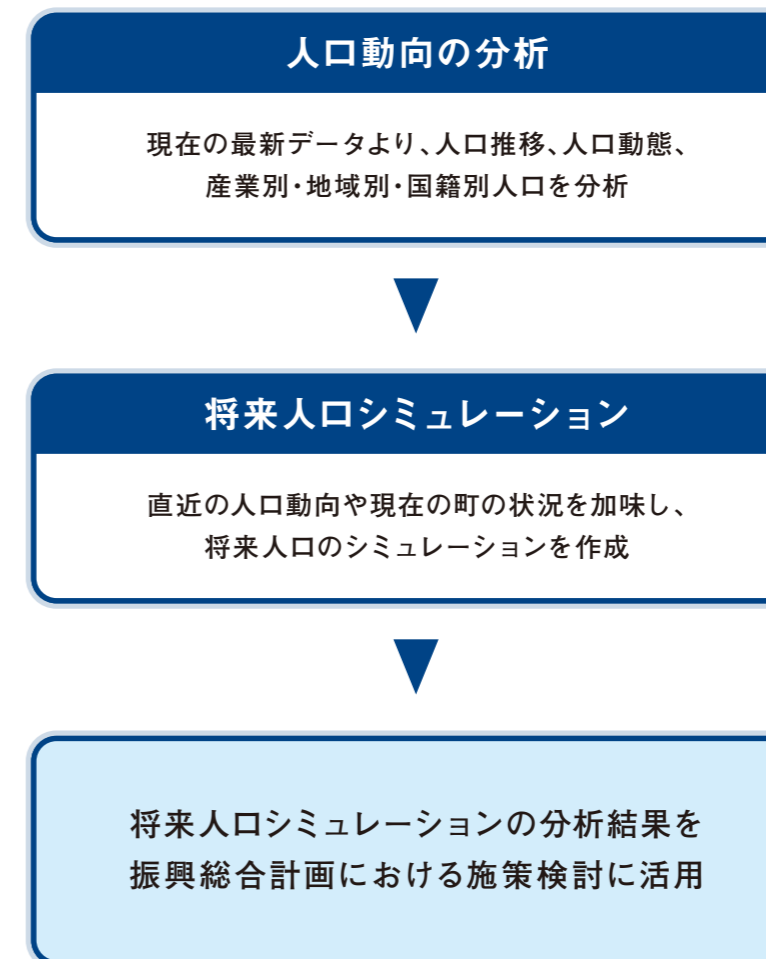 人口動向の分析
現在の最新データより、人口推移、人口動態、
産業別・地域別・国籍別人口を分析
将来人口シミュレーション
直近の人口動向や現在の町の状況を加味し、
将来人口のシミュレーションを作成
将来人口シミュレーションの分析結果を
振興総合計画における施策検討に活用